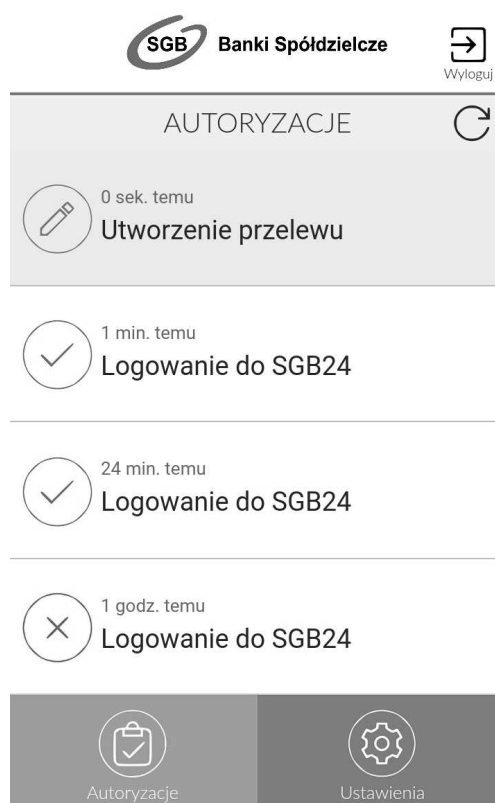 SGB Banki Spółdzielcze
Wyloguj
AUTORYZACJE
0 sek. temu
Utworzenie przelewu
1 min. temu
Logowanie do SGB24
24 min. temu
Logowanie do SGB24
1 godz. temu
Logowanie do SGB24
Autoryzacje
Ustawienia